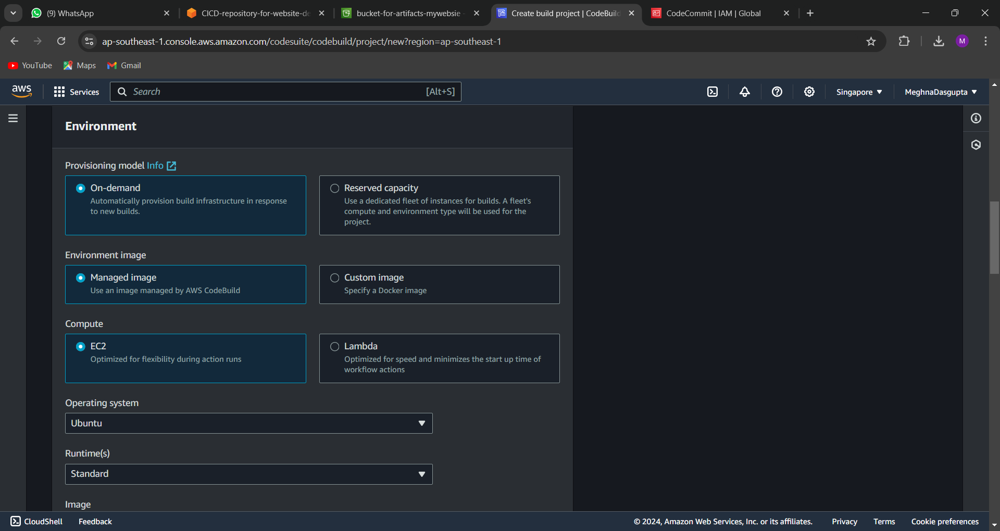 (9) WhatsApp
CICD-repository-for-website-de
bucket-for-artifacts-mywebsie
Create build project | CodeBuild
CodeCommit | IAM | Global
ap-southeast-1.console.aws.amazon.com/codesuite/codebuild/project/new?region=ap-southeast-1
M
YouTube
Maps
Gmail
aws
Services
Search
[Alt+S]
Singapore
MeghnaDasgupta
Environment
Provisioning model Info
On-demand
Automatically provision build infrastructure in response
to new builds.
Reserved capacity
Use a dedicated fleet of instances for builds. A fleet's
compute and environment type will be used for the
project.
Environment image
Managed image
Use an image managed by AWS CodeBuild
Custom image
Specify a Docker image
Compute
EC2
Optimized for flexibility during action runs
Lambda
Optimized for speed and minimizes the start up time of
workflow actions
Operating system
Ubuntu
Runtime(s)
Standard
Image
CloudShell
Feedback
© 2024, Amazon Web Services, Inc. or its affiliates.
Privacy
Terms
Cookie preferences